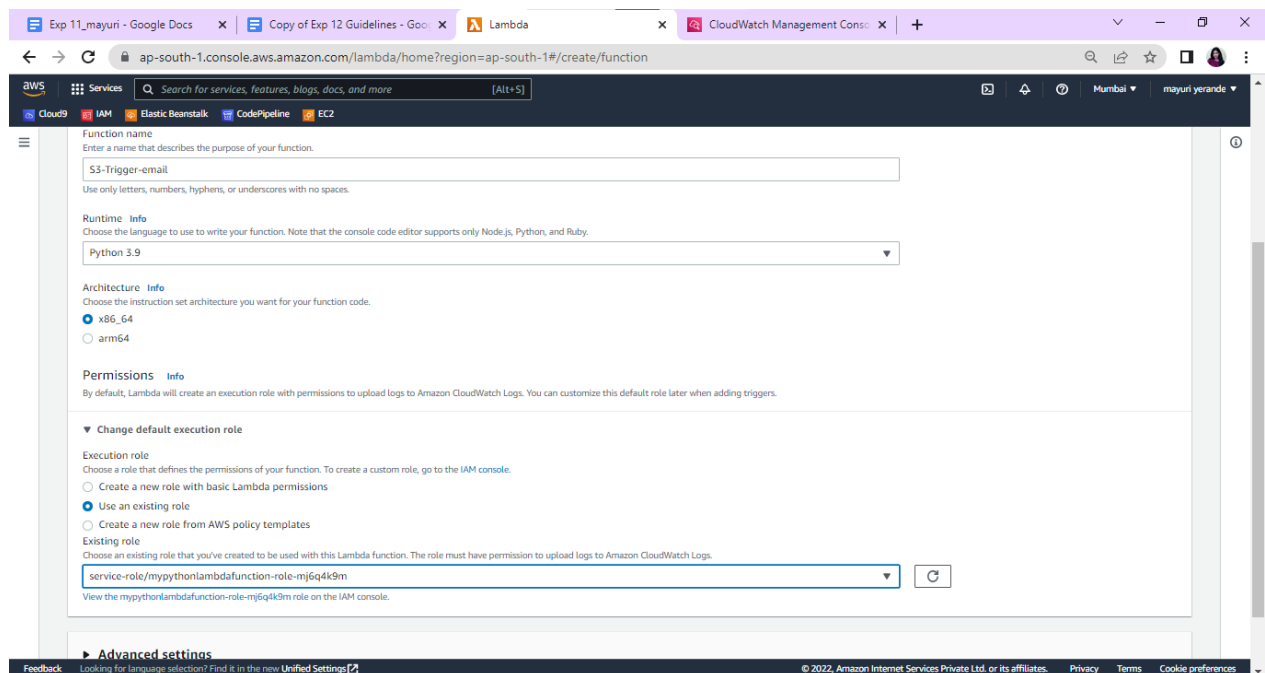 Exp 11_mayuri - Google Docs
Copy of Exp 12 Guidelines - Goo
Lambda
CloudWatch Management Conso
ap-south-1.console.aws.amazon.com/lambda/home?region=ap-south-1#/create/function
aws
Services
Search for services, features, blogs, docs, and more
[Alt+S]
Mumbai
mayuri yerande
Cloud9
IAM
Elastic Beanstalk
CodePipeline
EC2
Function name
Enter a name that describes the purpose of your function.
S3-Trigger-email
Use only letters, numbers, hyphens, or underscores with no spaces.
Runtime Info
Choose the language to use to write your function. Note that the console code editor supports only Node.js, Python, and Ruby.
Python 3.9
Architecture Info
Choose the instruction set architecture you want for your function code.
x86_64
arm64
Permissions Info
By default, Lambda will create an execution role with permissions to upload logs to Amazon CloudWatch Logs. You can customize this default role later when adding triggers.
Change default execution role
Execution role
Choose a role that defines the permissions of your function. To create a custom role, go to the IAM console.
Create a new role with basic Lambda permissions
Use an existing role
Create a new role from AWS policy templates
Existing role
Choose an existing role that you've created to be used with this Lambda function. The role must have permission to upload logs to Amazon CloudWatch Logs.
service-role/mypythonlambdafunction-role-mj6q4k9m
View the mypythonlambdafunction-role-mj6q4k9m role on the IAM console.
Advanced settings
Feedback
Looking for language selection? Find it in the new Unified Settings
© 2022, Amazon Internet Services Private Ltd. or its affiliates.
Privacy
Terms
Cookie preferences